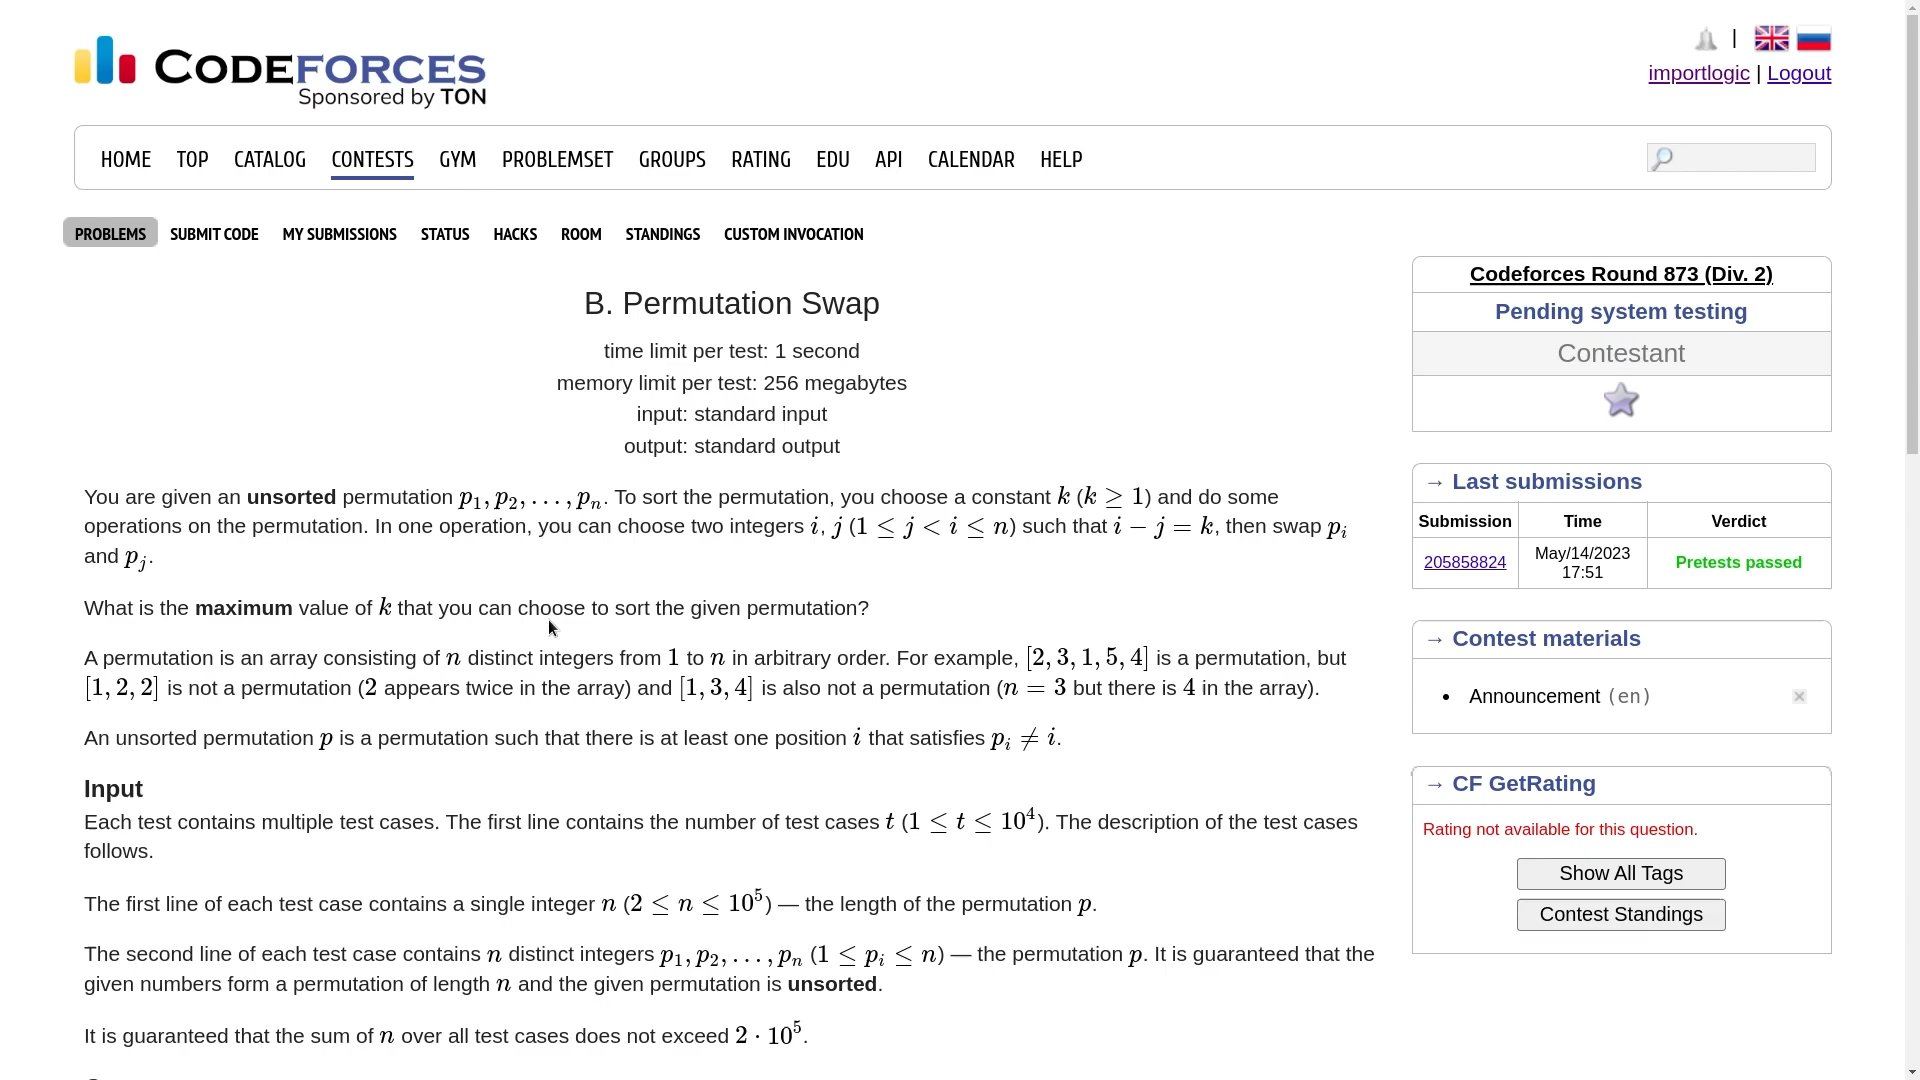 CODEFORCES
Sponsored by TON
|
importlogic | Logout
HOME TOP CATALOG CONTESTS GYM PROBLEMSET GROUPS RATING EDU API CALENDAR HELP
PROBLEMS SUBMIT CODE MY SUBMISSIONS STATUS HACKS ROOM STANDINGS CUSTOM INVOCATION
B. Permutation Swap
time limit per test: 1 second
memory limit per test: 256 megabytes
input: standard input
output: standard output
You are given an unsorted permutation p₁, p₂, …, pₙ. To sort the permutation, you choose a constant k (k ≥ 1) and do some
operations on the permutation. In one operation, you can choose two integers i, j (1 ≤ j < i ≤ n) such that i − j = k, then swap pᵢ
and pⱼ.
What is the maximum value of k that you can choose to sort the given permutation?
A permutation is an array consisting of n distinct integers from 1 to n in arbitrary order. For example, [2, 3, 1, 5, 4] is a permutation, but
[1, 2, 2] is not a permutation (2 appears twice in the array) and [1, 3, 4] is also not a permutation (n = 3 but there is 4 in the array).
An unsorted permutation p is a permutation such that there is at least one position i that satisfies pᵢ ≠ i.
Input
Each test contains multiple test cases. The first line contains the number of test cases t (1 ≤ t ≤ 10⁴). The description of the test cases
follows.
The first line of each test case contains a single integer n (2 ≤ n ≤ 10⁵) — the length of the permutation p.
The second line of each test case contains n distinct integers p₁, p₂, …, pₙ (1 ≤ pᵢ ≤ n) — the permutation p. It is guaranteed that the
given numbers form a permutation of length n and the given permutation is unsorted.
It is guaranteed that the sum of n over all test cases does not exceed 2 · 10⁵.
Codeforces Round 873 (Div. 2)
Pending system testing
Contestant
→ Last submissions
Submission Time Verdict
205858824 May/14/2023 17:51 Pretests passed
→ Contest materials
• Announcement (en) ×
→ CF GetRating
Rating not available for this question.
Show All Tags
Contest Standings